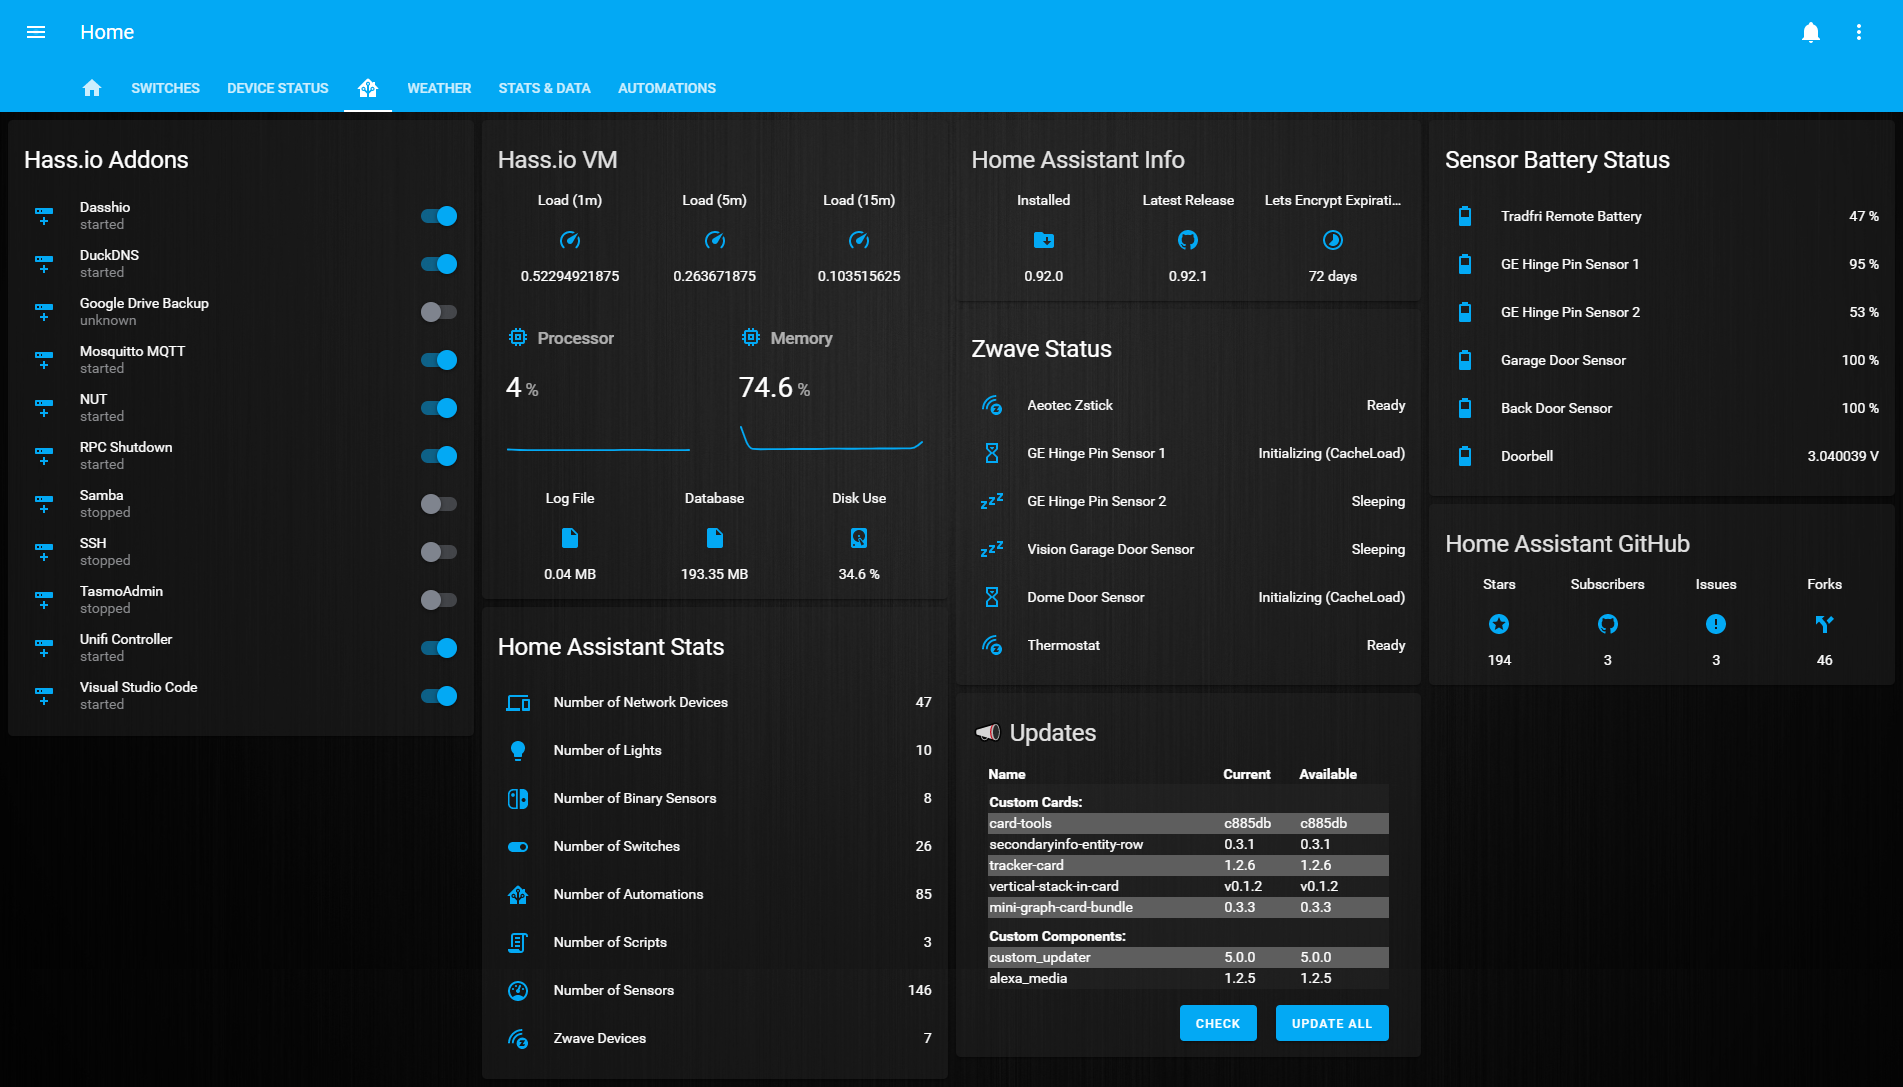 Home
SWITCHES DEVICE STATUS WEATHER STATS & DATA AUTOMATIONS
Hass.io Addons
Dasshio
started
DuckDNS
started
Google Drive Backup
unknown
Mosquitto MQTT
started
NUT
started
RPC Shutdown
started
Samba
stopped
SSH
stopped
TasmoAdmin
stopped
Unifi Controller
started
Visual Studio Code
started
Hass.io VM
Load (1m) Load (5m) Load (15m)
0.52294921875 0.263671875 0.103515625
Processor Memory
4 % 74.6 %
Log File Database Disk Use
0.04 MB 193.35 MB 34.6 %
Home Assistant Stats
Number of Network Devices 47
Number of Lights 10
Number of Binary Sensors 8
Number of Switches 26
Number of Automations 85
Number of Scripts 3
Number of Sensors 146
Zwave Devices 7
Home Assistant Info
Installed Latest Release Lets Encrypt Expirati...
0.92.0 0.92.1 72 days
Zwave Status
Aeotec Zstick Ready
GE Hinge Pin Sensor 1 Initializing (CacheLoad)
GE Hinge Pin Sensor 2 Sleeping
Vision Garage Door Sensor Sleeping
Dome Door Sensor Initializing (CacheLoad)
Thermostat Ready
Updates
Name Current Available
Custom Cards:
card-tools c885db c885db
secondaryinfo-entity-row 0.3.1 0.3.1
tracker-card 1.2.6 1.2.6
vertical-stack-in-card v0.1.2 v0.1.2
mini-graph-card-bundle 0.3.3 0.3.3
Custom Components:
custom_updater 5.0.0 5.0.0
alexa_media 1.2.5 1.2.5
CHECK UPDATE ALL
Sensor Battery Status
Tradfri Remote Battery 47 %
GE Hinge Pin Sensor 1 95 %
GE Hinge Pin Sensor 2 53 %
Garage Door Sensor 100 %
Back Door Sensor 100 %
Doorbell 3.040039 V
Home Assistant GitHub
Stars Subscribers Issues Forks
194 3 3 46